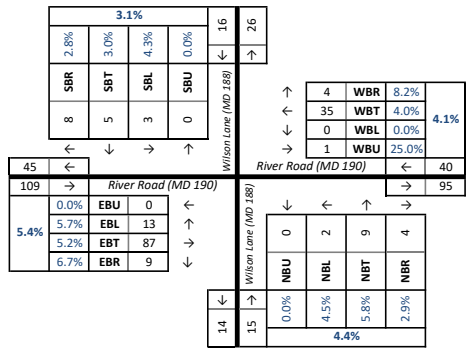 3.1%
16 26
2.8% 3.0% 4.3% 0.0%
↓ ↑
SBR SBT SBL SBU
Wilson Lane (MD 188)
8 5 3 0
← ↓ → ↑
↑ 4 WBR 8.2%
← 35 WBT 4.0%
4.1%
↓ 0 WBL 0.0%
→ 1 WBU 25.0%
45 ←
River Road (MD 190)
← 40
109 →
River Road (MD 190)
→ 95
0.0% EBU 0 ←
5.7% EBL 13 ↑
5.4%
5.2% EBT 87 →
6.7% EBR 9 ↓
Wilson Lane (MD 188)
↓ ← ↑ →
0 2 9 4
NBU NBL NBT NBR
↓ ↑
0.0% 4.5% 5.8% 2.9%
14 15
4.4%